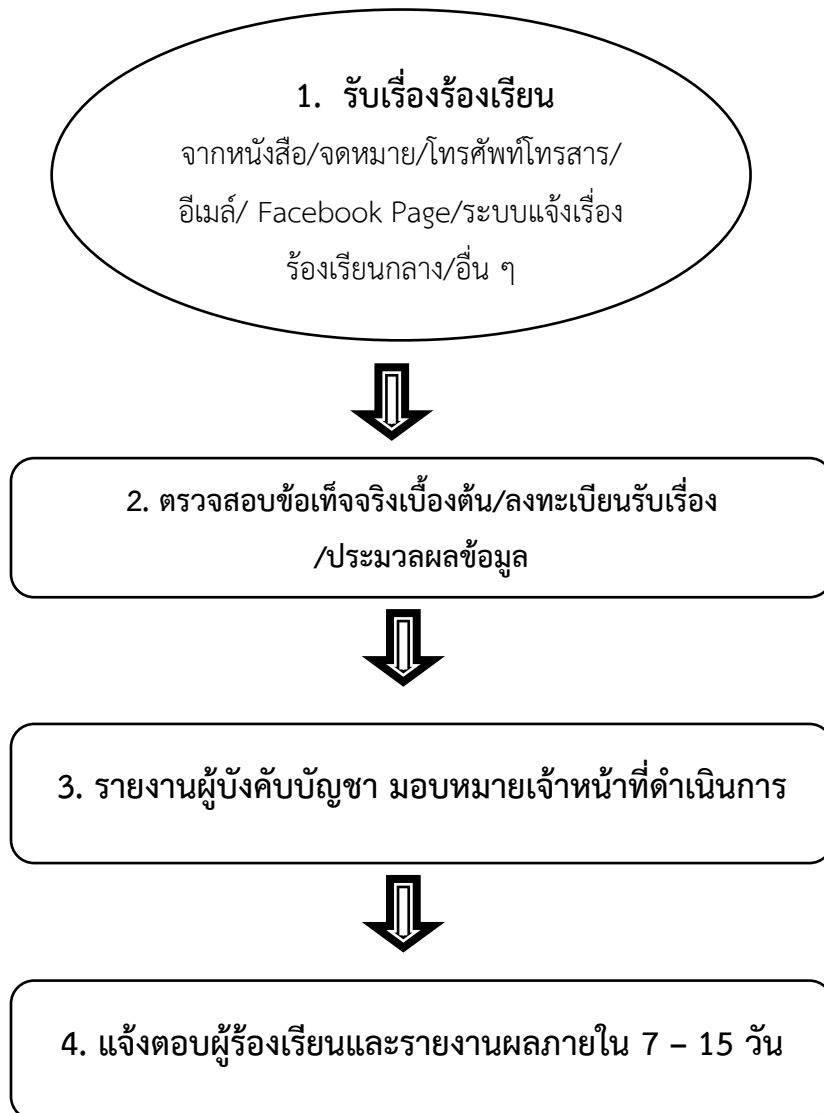 1. รับเรื่องร้องเรียน
จากหนังสือ/จดหมาย/โทรศัพท์โทรสาร/
อีเมล์/ Facebook Page/ระบบแจ้งเรื่อง
ร้องเรียนกลาง/อื่น ๆ
2. ตรวจสอบข้อเท็จจริงเบื้องต้น/ลงทะเบียนรับเรื่อง
/ประมวลผลข้อมูล
3. รายงานผู้บังคับบัญชา มอบหมายเจ้าหน้าที่ดำเนินการ
4. แจ้งตอบผู้ร้องเรียนและรายงานผลภายใน 7 – 15 วัน